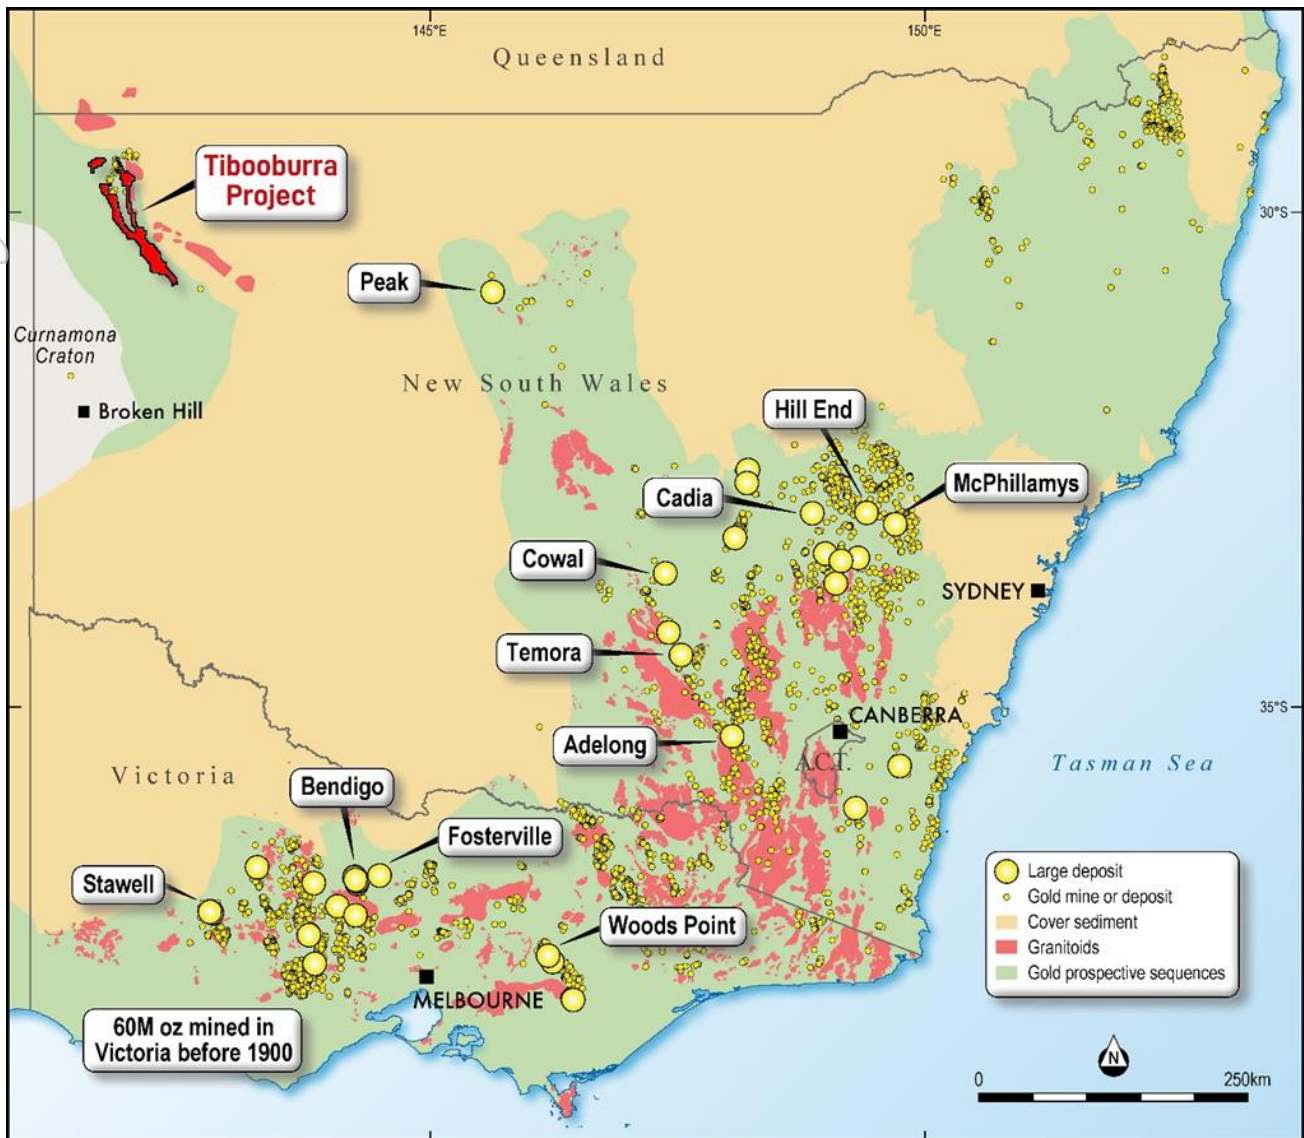 145°E
150°E
Queensland
Tibooburra
Project
30°S
Peak
Curnamona
Craton
New South Wales
Broken Hill
Hill End
McPhillamys
Cadia
Cowal
SYDNEY
Temora
35°S
CANBERRA
Adelong
A.C.T.
Tasman Sea
Victoria
Bendigo
Fosterville
Stawell
Woods Point
MELBOURNE
60M oz mined in
Victoria before 1900
Large deposit
Gold mine or deposit
Cover sediment
Granitoids
Gold prospective sequences
N
0
250km